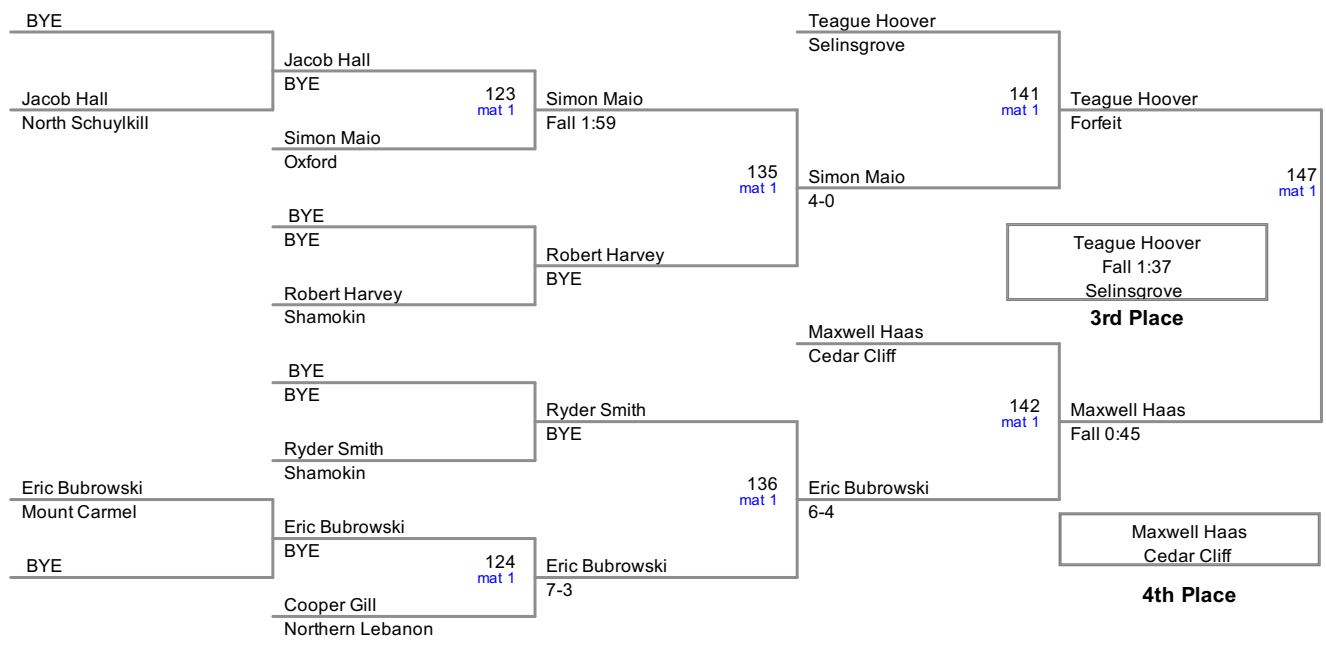 BYE
Jacob Hall
North Schuylkill
Jacob Hall
BYE
123
mat 1
Simon Maio
Oxford
Simon Maio
Fall 1:59
BYE
BYE
Robert Harvey
Shamokin
Robert Harvey
BYE
135
mat 1
Teague Hoover
Selinsgrove
Simon Maio
4-0
141
mat 1
Teague Hoover
Forfeit
147
mat 1
Teague Hoover
Fall 1:37
Selinsgrove
3rd Place
BYE
BYE
Ryder Smith
Shamokin
Ryder Smith
BYE
Eric Bubrowski
Mount Carmel
BYE
Eric Bubrowski
BYE
124
mat 1
Cooper Gill
Northern Lebanon
Eric Bubrowski
7-3
136
mat 1
Maxwell Haas
Cedar Cliff
Eric Bubrowski
6-4
142
mat 1
Maxwell Haas
Fall 0:45
Maxwell Haas
Cedar Cliff
4th Place